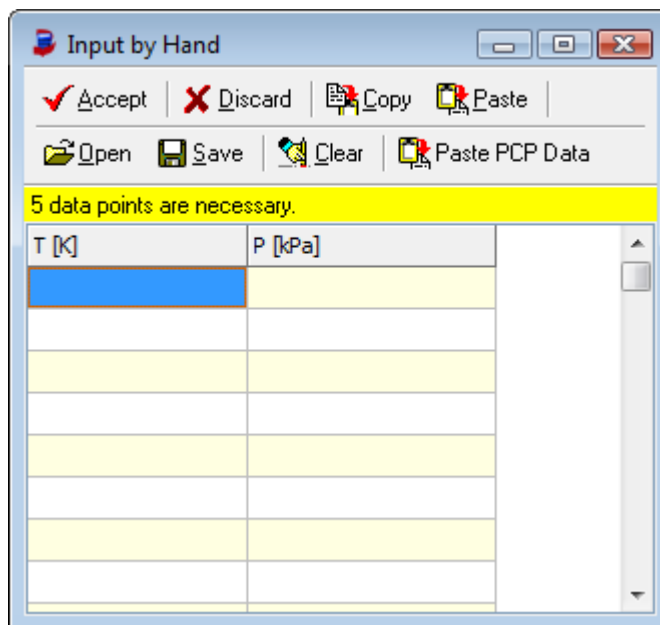 Input by Hand
Accept Discard Copy Paste
Open Save Clear Paste PCP Data
5 data points are necessary.
T [K] P [kPa]